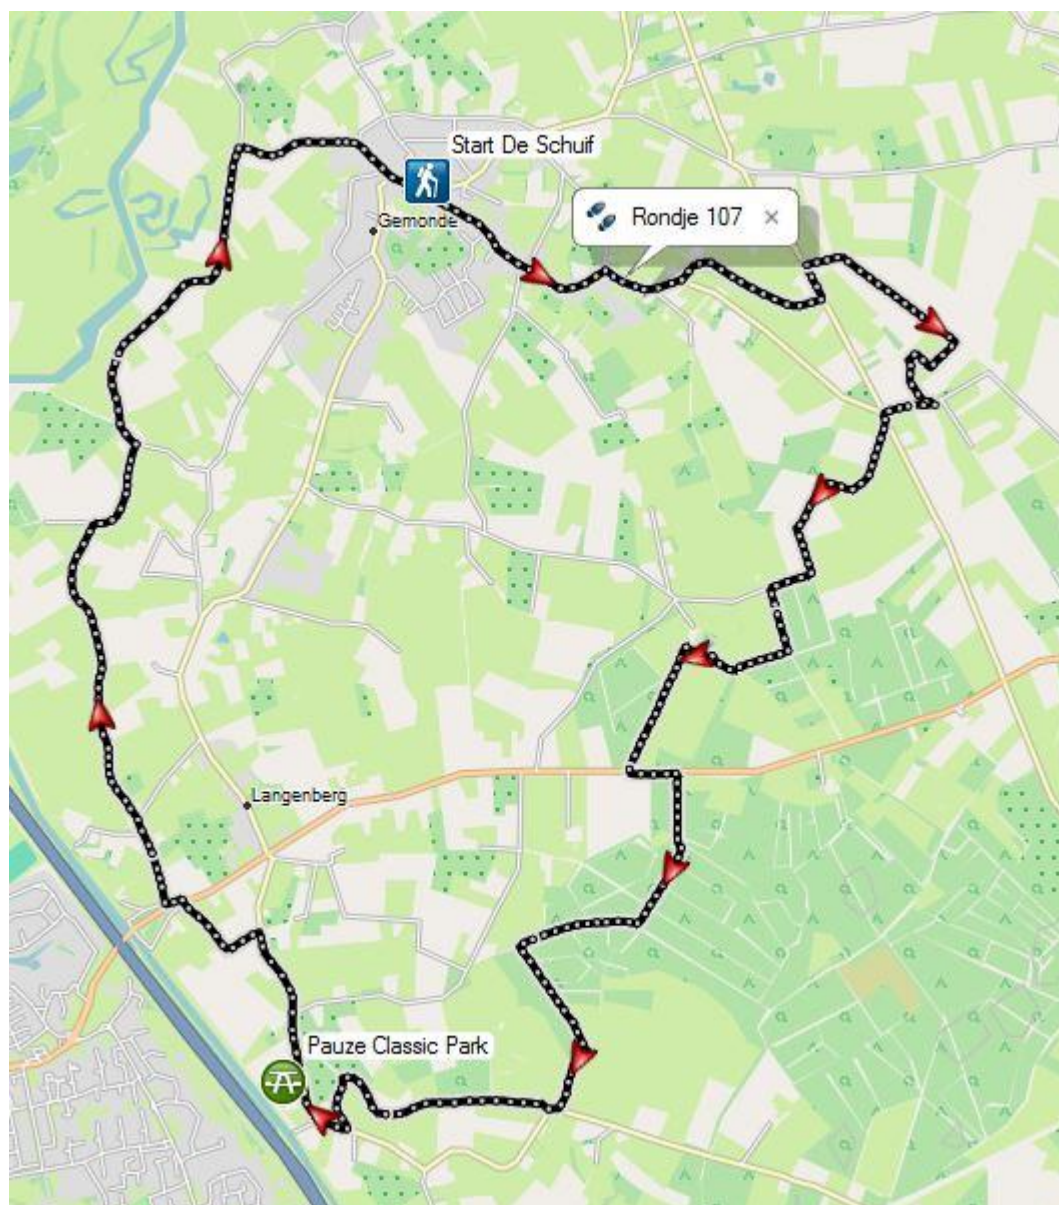 Start De Schuif
Rondje 107 ×
Gemonde
Langenberg
Pauze Classic Park